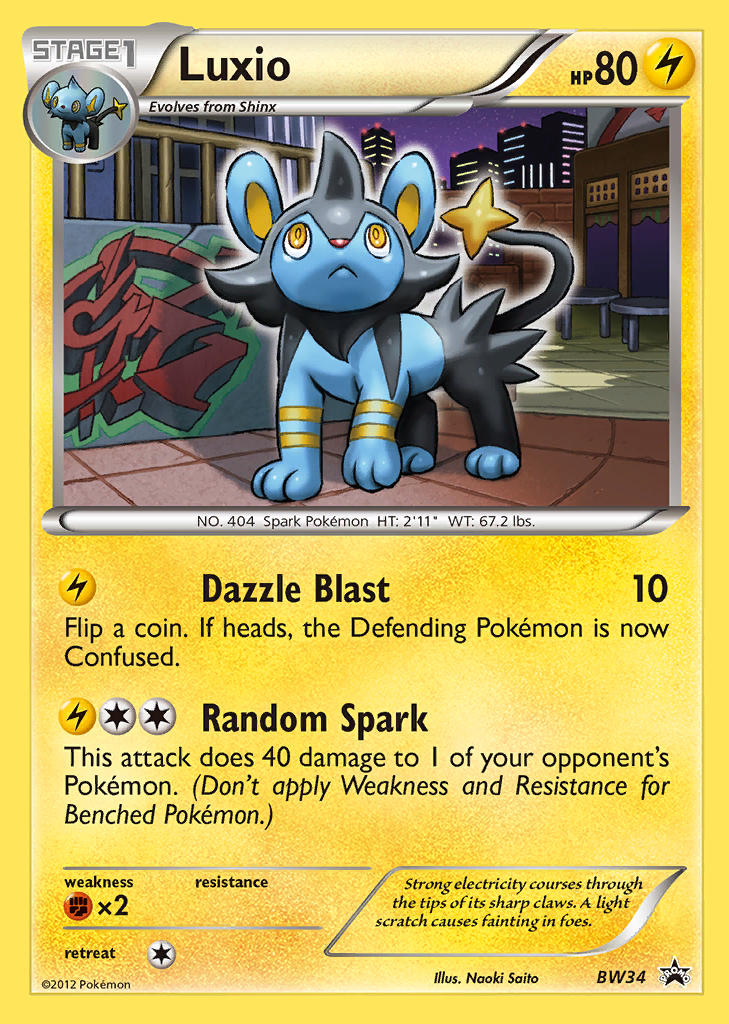 STAGE1
Luxio
HP80
Evolves from Shinx
NO. 404 Spark Pokémon HT: 2'11" WT: 67.2 lbs.
Dazzle Blast 10
Flip a coin. If heads, the Defending Pokémon is now
Confused.
Random Spark
This attack does 40 damage to 1 of your opponent's
Pokémon. (Don't apply Weakness and Resistance for
Benched Pokémon.)
weakness resistance
×2
Strong electricity courses through
the tips of its sharp claws. A light
scratch causes fainting in foes.
retreat
©2012 Pokémon
Illus. Naoki Saito
BW34
PROMO